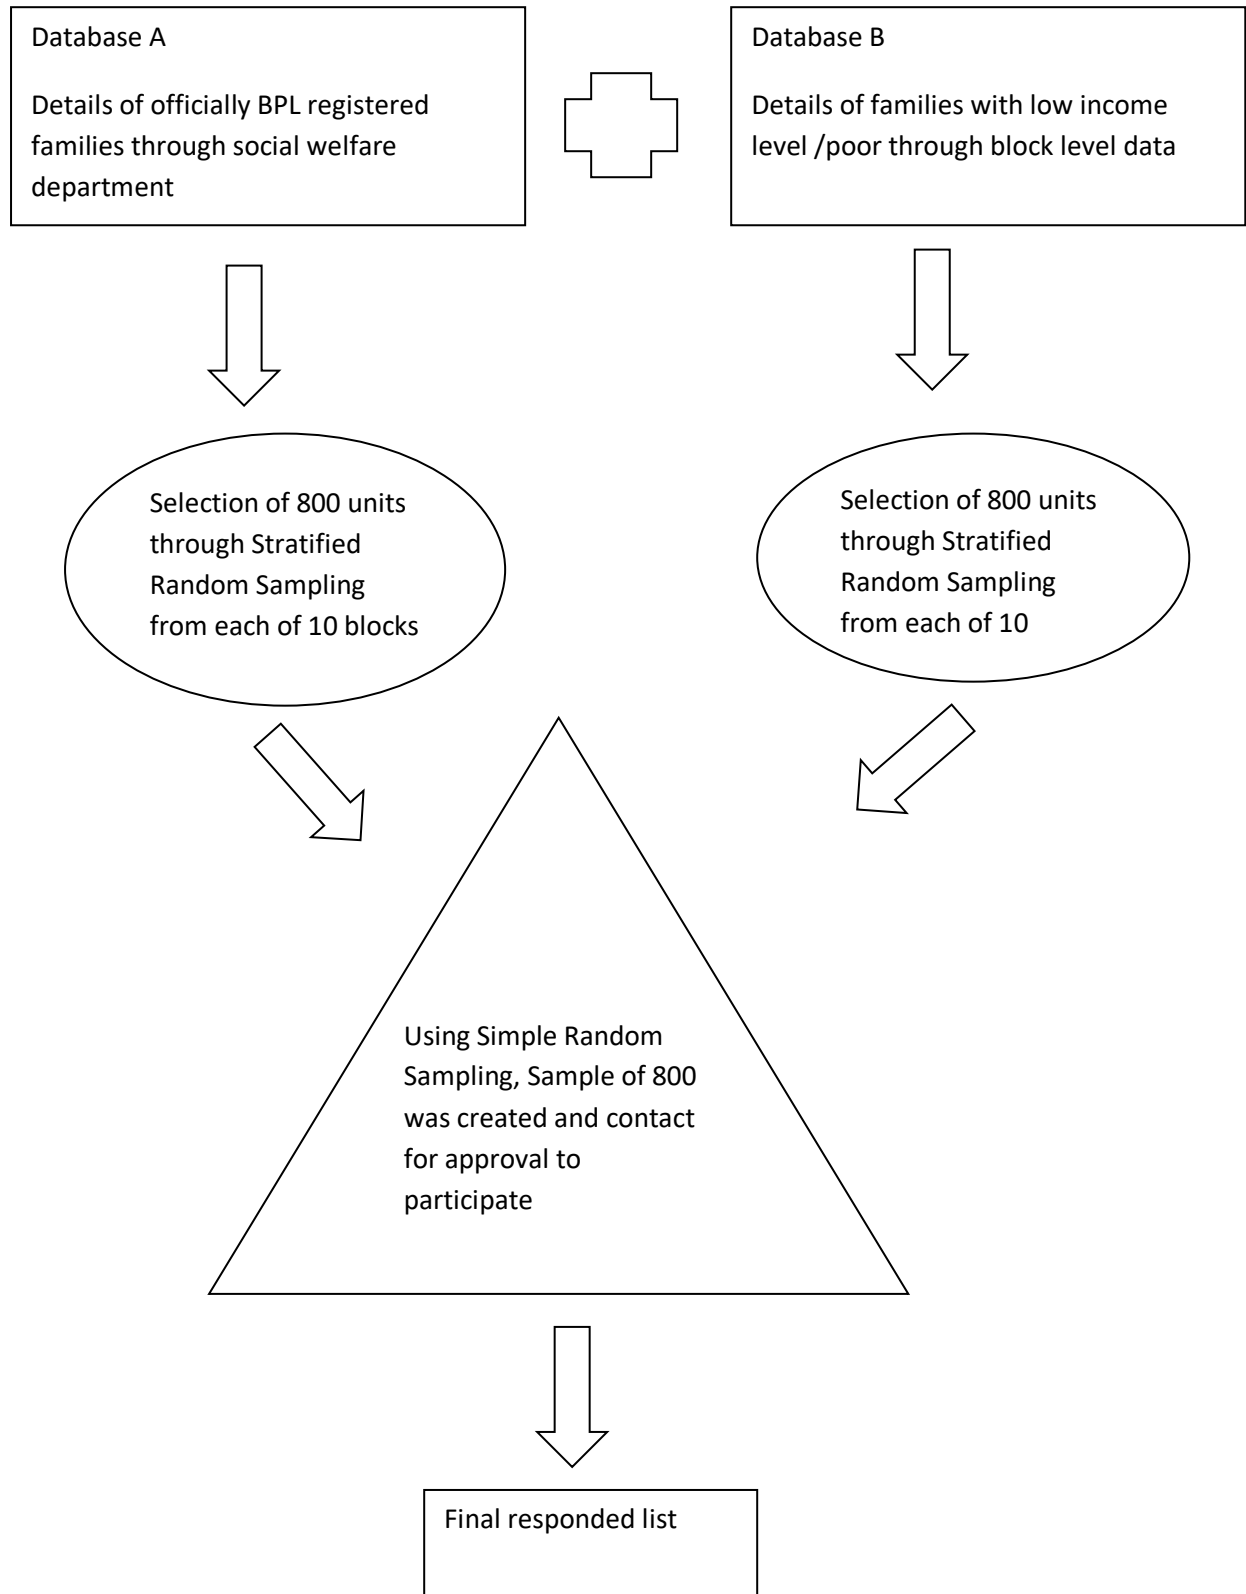 Database A
Details of officially BPL registered
families through social welfare
department
Database B
Details of families with low income
level /poor through block level data
Selection of 800 units
through Stratified
Random Sampling
from each of 10 blocks
Selection of 800 units
through Stratified
Random Sampling
from each of 10
Using Simple Random
Sampling, Sample of 800
was created and contact
for approval to
participate
Final responded list